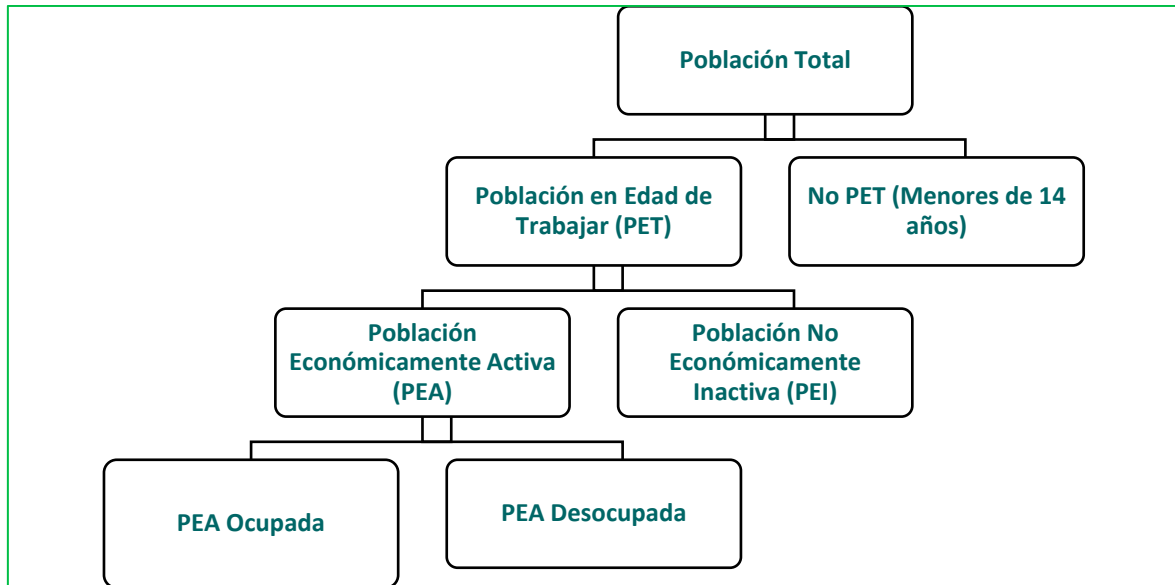 Población Total
Población en Edad de
Trabajar (PET)
No PET (Menores de 14
años)
Población
Económicamente Activa
(PEA)
Población No
Económicamente
Inactiva (PEI)
PEA Ocupada
PEA Desocupada